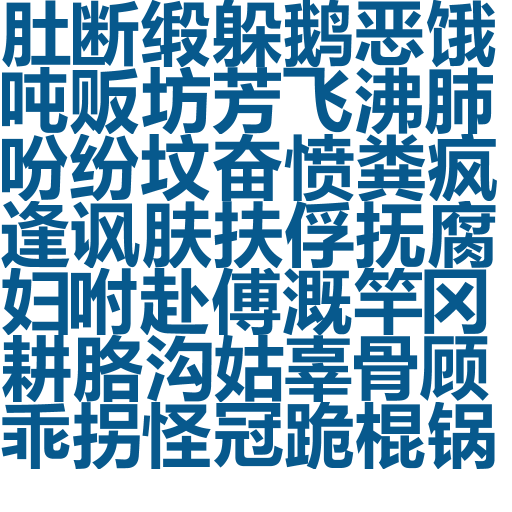 肚断缎躲鹅恶饿
吨贩坊芳飞沸肺
吩纷坟奋愤粪疯
逢讽肤扶俘抚腐
妇咐赴傅溉竿冈
耕胳沟姑辜骨顾
乖拐怪冠跪棍锅